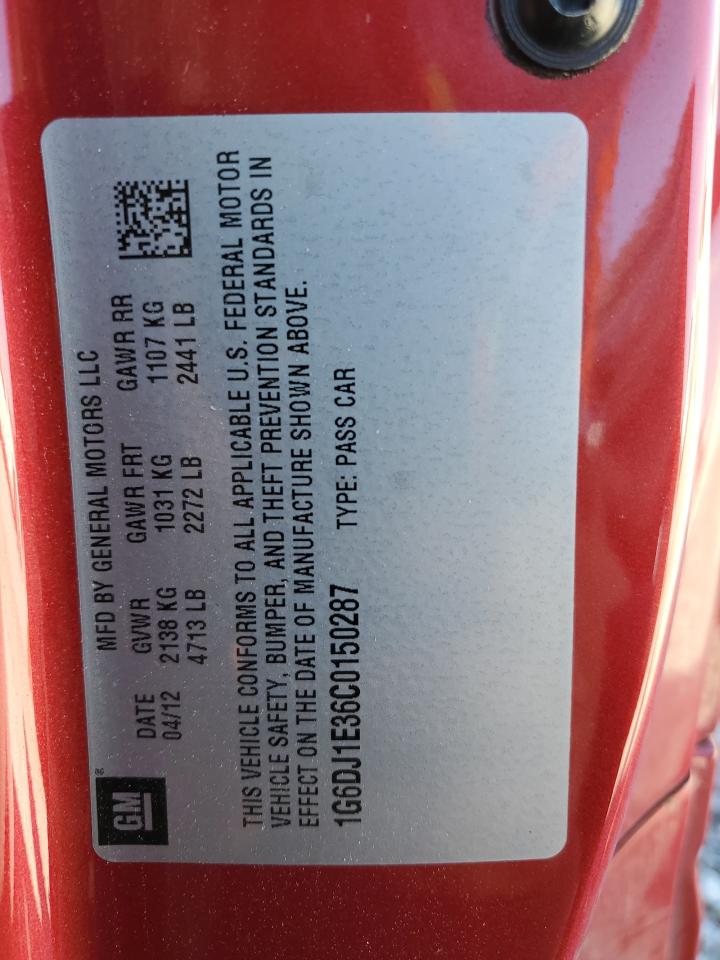 GM®
MFD BY GENERAL MOTORS LLC
DATE GVWR GAWR FRT GAWR RR
04/12 2138 KG 1031 KG 1107 KG
4713 LB 2272 LB 2441 LB
THIS VEHICLE CONFORMS TO ALL APPLICABLE U.S. FEDERAL MOTOR
VEHICLE SAFETY, BUMPER, AND THEFT PREVENTION STANDARDS IN
EFFECT ON THE DATE OF MANUFACTURE SHOWN ABOVE.
1G6DJ1E36C0150287 TYPE: PASS CAR